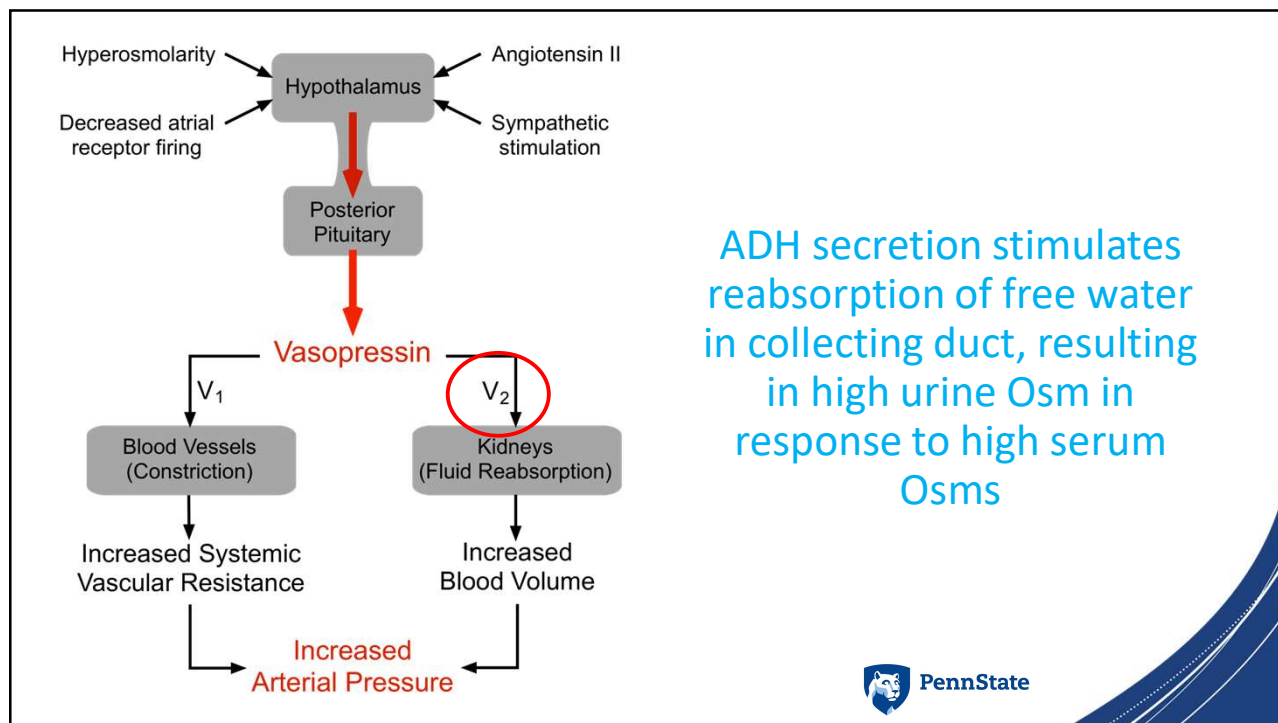 Hyperosmolarity
Angiotensin II
Hypothalamus
Decreased atrial
receptor firing
Sympathetic
stimulation
Posterior
Pituitary
Vasopressin
V1
V2
Blood Vessels
(Constriction)
Kidneys
(Fluid Reabsorption)
Increased Systemic
Vascular Resistance
Increased
Blood Volume
Increased
Arterial Pressure
ADH secretion stimulates
reabsorption of free water
in collecting duct, resulting
in high urine Osm in
response to high serum
Osms
PennState